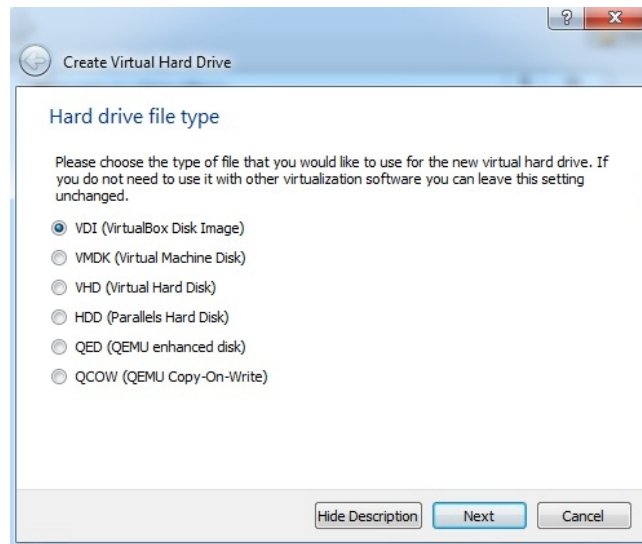 Create Virtual Hard Drive
Hard drive file type
Please choose the type of file that you would like to use for the new virtual hard drive. If
you do not need to use it with other virtualization software you can leave this setting
unchanged.
VDI (VirtualBox Disk Image)
VMDK (Virtual Machine Disk)
VHD (Virtual Hard Disk)
HDD (Parallels Hard Disk)
QED (QEMU enhanced disk)
QCOW (QEMU Copy-On-Write)
Hide Description Next Cancel